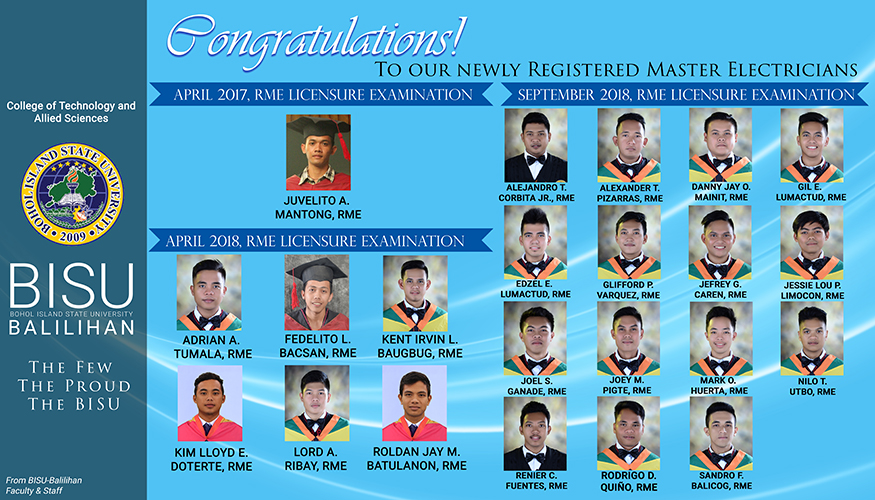 Congratulations!
To our newly Registered Master Electricians
College of Technology and
Allied Sciences
BOHOL ISLAND STATE UNIVERSITY
• 2009 •
BISU
BOHOL ISLAND STATE UNIVERSITY
BALILIHAN
The Few
The Proud
The BISU
From BISU-Balilihan
Faculty & Staff
April 2017, RME Licensure Examination
JUVELITO A.
MANTONG, RME
April 2018, RME Licensure Examination
ADRIAN A.
TUMALA, RME
FEDELITO L.
BACSAN, RME
KENT IRVIN L.
BAUGBUG, RME
KIM LLOYD E.
DOTERTE, RME
LORD A.
RIBAY, RME
ROLDAN JAY M.
BATULANON, RME
September 2018, RME Licensure Examination
ALEJANDRO T.
CORBITA JR., RME
ALEXANDER T.
PIZARRAS, RME
DANNY JAY O.
MAINIT, RME
GIL E.
LUMACTUD, RME
EDZEL E.
LUMACTUD, RME
GLIFFORD P.
VARQUEZ, RME
JEFREY G.
CAREN, RME
JESSIE LOU P.
LIMOCON, RME
JOEL S.
GANADE, RME
JOEY M.
PIGTE, RME
MARK O.
HUERTA, RME
NILO T.
UTBO, RME
RENIER C.
FUENTES, RME
RODRIGO D.
QUIÑO, RME
SANDRO F.
BALICOG, RME